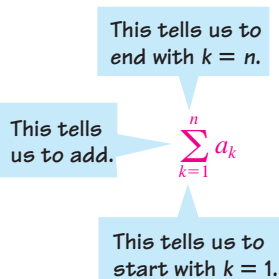 This tells us to
end with k = n.
This tells
us to add.
n
∑ aₖ
k=1
This tells us to
start with k = 1.